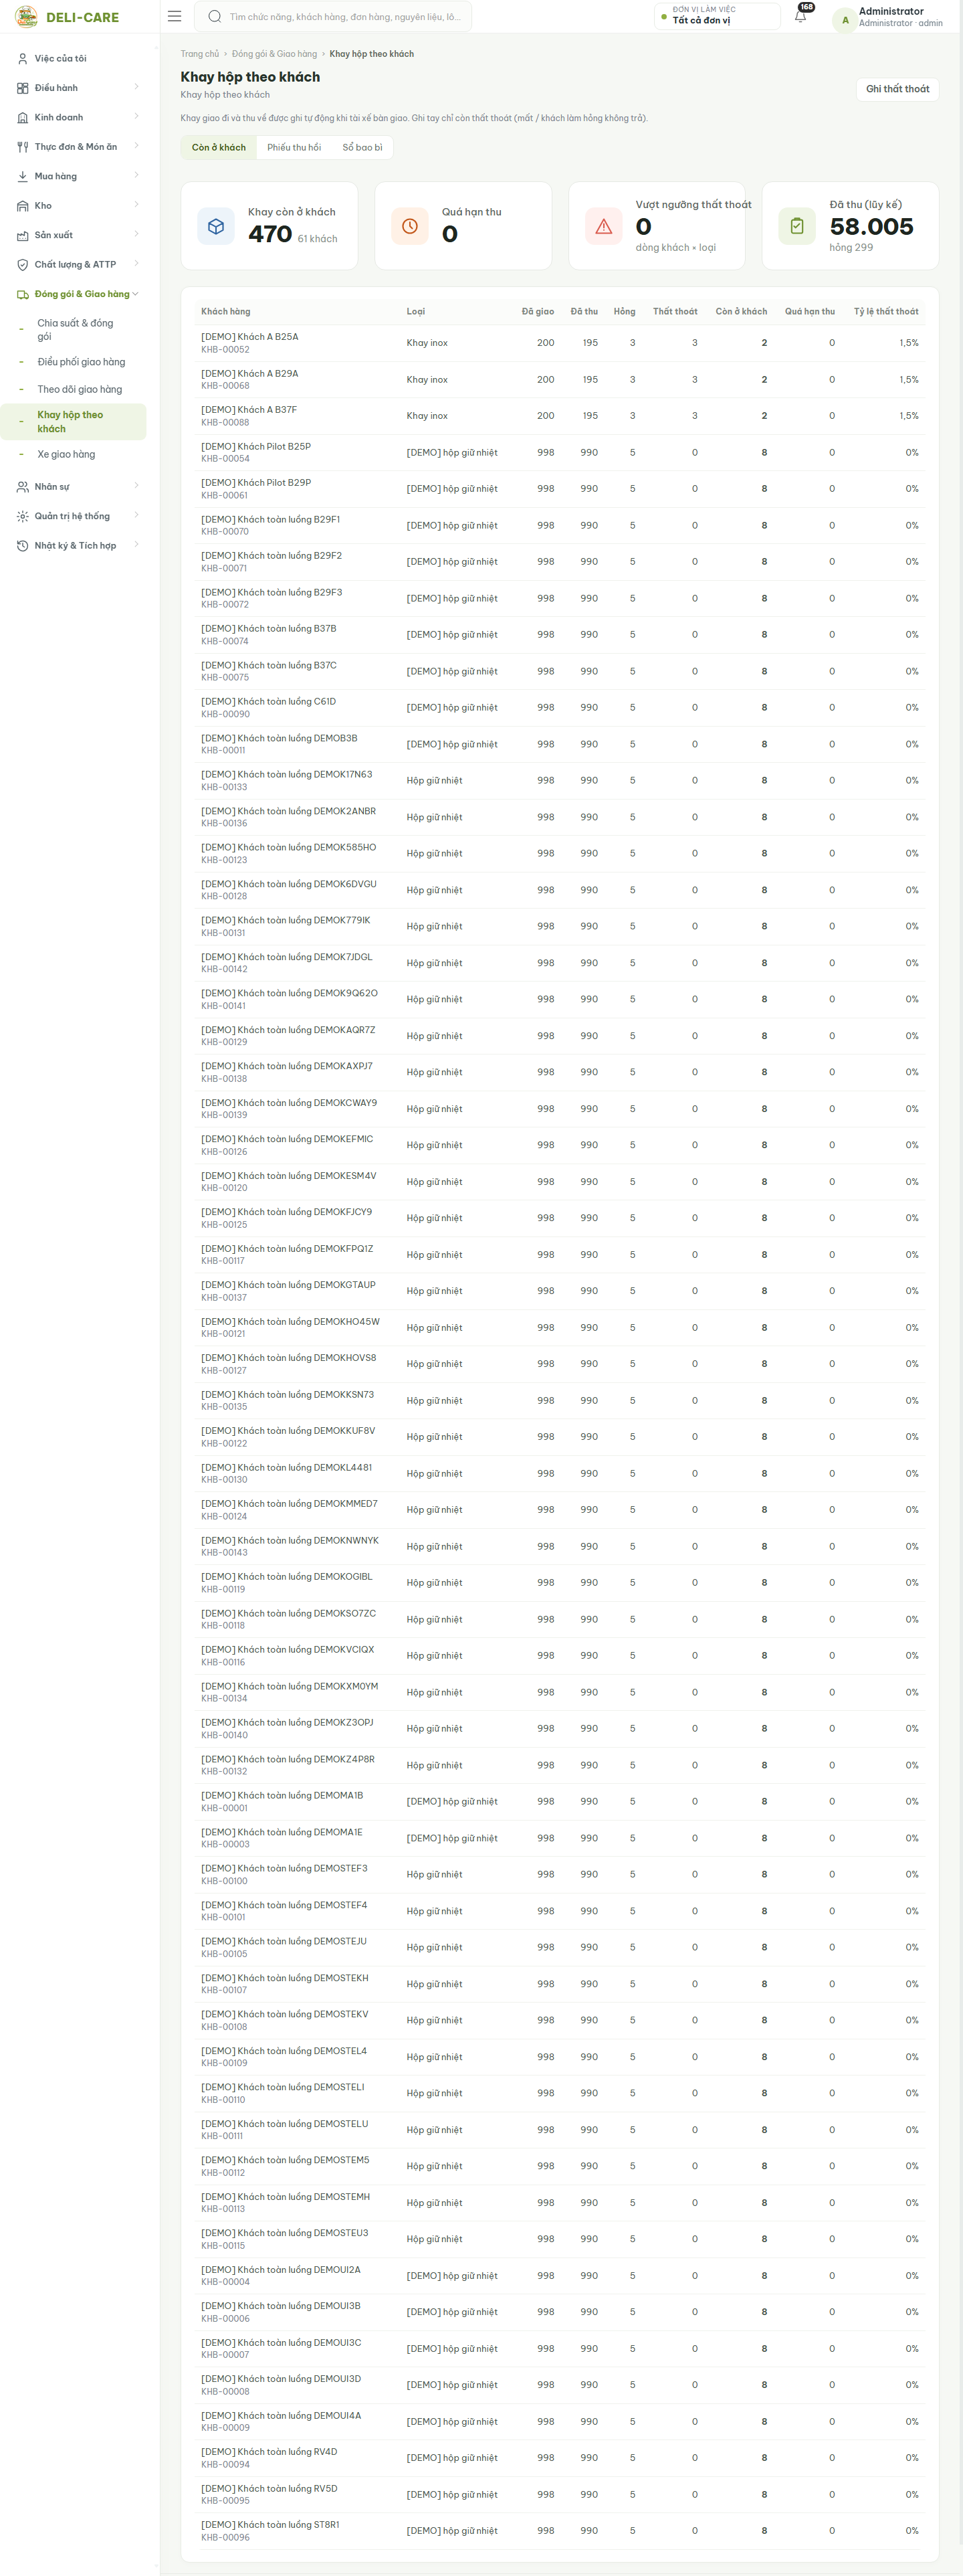 DELI-CARE
Tìm chức năng, khách hàng, đơn hàng, nguyên liệu, lô...
ĐƠN VỊ LÀM VIỆC
Tất cả đơn vị
168
A
Administrator
Administrator · admin
Việc của tôi
Điều hành
Kinh doanh
Thực đơn & Món ăn
Mua hàng
Kho
Sản xuất
Chất lượng & ATTP
Đóng gói & Giao hàng
Chia suất & đóng
gói
Điều phối giao hàng
Theo dõi giao hàng
Khay hộp theo
khách
Xe giao hàng
Nhân sự
Quản trị hệ thống
Nhật ký & Tích hợp
Trang chủ › Đóng gói & Giao hàng › Khay hộp theo khách
Khay hộp theo khách
Khay hộp theo khách
Ghi thất thoát
Khay giao đi và thu về được ghi tự động khi tài xế bàn giao. Ghi tay chỉ còn thất thoát (mất / khách làm hỏng không trả).
Còn ở khách Phiếu thu hồi Sổ bao bì
Khay còn ở khách
470 61 khách
Quá hạn thu
0
Vượt ngưỡng thất thoát
0
dòng khách × loại
Đã thu (lũy kế)
58.005
hỏng 299
Khách hàng Loại Đã giao Đã thu Hỏng Thất thoát Còn ở khách Quá hạn thu Tỷ lệ thất thoát
[DEMO] Khách A B25A
KHB-00052
Khay inox 200 195 3 3 2 0 1,5%
[DEMO] Khách A B29A
KHB-00068
Khay inox 200 195 3 3 2 0 1,5%
[DEMO] Khách A B37F
KHB-00088
Khay inox 200 195 3 3 2 0 1,5%
[DEMO] Khách Pilot B25P
KHB-00054
[DEMO] hộp giữ nhiệt 998 990 5 0 8 0 0%
[DEMO] Khách Pilot B29P
KHB-00061
[DEMO] hộp giữ nhiệt 998 990 5 0 8 0 0%
[DEMO] Khách toàn luồng B29F1
KHB-00070
[DEMO] hộp giữ nhiệt 998 990 5 0 8 0 0%
[DEMO] Khách toàn luồng B29F2
KHB-00071
[DEMO] hộp giữ nhiệt 998 990 5 0 8 0 0%
[DEMO] Khách toàn luồng B29F3
KHB-00072
[DEMO] hộp giữ nhiệt 998 990 5 0 8 0 0%
[DEMO] Khách toàn luồng B37B
KHB-00074
[DEMO] hộp giữ nhiệt 998 990 5 0 8 0 0%
[DEMO] Khách toàn luồng B37C
KHB-00075
[DEMO] hộp giữ nhiệt 998 990 5 0 8 0 0%
[DEMO] Khách toàn luồng C61D
KHB-00090
[DEMO] hộp giữ nhiệt 998 990 5 0 8 0 0%
[DEMO] Khách toàn luồng DEMOB3B
KHB-00011
[DEMO] hộp giữ nhiệt 998 990 5 0 8 0 0%
[DEMO] Khách toàn luồng DEMOK17N63
KHB-00133
Hộp giữ nhiệt 998 990 5 0 8 0 0%
[DEMO] Khách toàn luồng DEMOK2ANBR
KHB-00136
Hộp giữ nhiệt 998 990 5 0 8 0 0%
[DEMO] Khách toàn luồng DEMOK585HO
KHB-00123
Hộp giữ nhiệt 998 990 5 0 8 0 0%
[DEMO] Khách toàn luồng DEMOK6DVGU
KHB-00128
Hộp giữ nhiệt 998 990 5 0 8 0 0%
[DEMO] Khách toàn luồng DEMOK779IK
KHB-00131
Hộp giữ nhiệt 998 990 5 0 8 0 0%
[DEMO] Khách toàn luồng DEMOK7JDGL
KHB-00142
Hộp giữ nhiệt 998 990 5 0 8 0 0%
[DEMO] Khách toàn luồng DEMOK9Q62O
KHB-00141
Hộp giữ nhiệt 998 990 5 0 8 0 0%
[DEMO] Khách toàn luồng DEMOKAQR7Z
KHB-00129
Hộp giữ nhiệt 998 990 5 0 8 0 0%
[DEMO] Khách toàn luồng DEMOKAXPJ7
KHB-00138
Hộp giữ nhiệt 998 990 5 0 8 0 0%
[DEMO] Khách toàn luồng DEMOKCWAY9
KHB-00139
Hộp giữ nhiệt 998 990 5 0 8 0 0%
[DEMO] Khách toàn luồng DEMOKEFMIC
KHB-00126
Hộp giữ nhiệt 998 990 5 0 8 0 0%
[DEMO] Khách toàn luồng DEMOKESM4V
KHB-00120
Hộp giữ nhiệt 998 990 5 0 8 0 0%
[DEMO] Khách toàn luồng DEMOKFJCY9
KHB-00125
Hộp giữ nhiệt 998 990 5 0 8 0 0%
[DEMO] Khách toàn luồng DEMOKFPQ1Z
KHB-00117
Hộp giữ nhiệt 998 990 5 0 8 0 0%
[DEMO] Khách toàn luồng DEMOKGTAUP
KHB-00137
Hộp giữ nhiệt 998 990 5 0 8 0 0%
[DEMO] Khách toàn luồng DEMOKHO45W
KHB-00121
Hộp giữ nhiệt 998 990 5 0 8 0 0%
[DEMO] Khách toàn luồng DEMOKHOVS8
KHB-00127
Hộp giữ nhiệt 998 990 5 0 8 0 0%
[DEMO] Khách toàn luồng DEMOKKSN73
KHB-00135
Hộp giữ nhiệt 998 990 5 0 8 0 0%
[DEMO] Khách toàn luồng DEMOKKUF8V
KHB-00122
Hộp giữ nhiệt 998 990 5 0 8 0 0%
[DEMO] Khách toàn luồng DEMOKL4481
KHB-00130
Hộp giữ nhiệt 998 990 5 0 8 0 0%
[DEMO] Khách toàn luồng DEMOKMMED7
KHB-00124
Hộp giữ nhiệt 998 990 5 0 8 0 0%
[DEMO] Khách toàn luồng DEMOKNWNYK
KHB-00143
Hộp giữ nhiệt 998 990 5 0 8 0 0%
[DEMO] Khách toàn luồng DEMOKOGIBL
KHB-00119
Hộp giữ nhiệt 998 990 5 0 8 0 0%
[DEMO] Khách toàn luồng DEMOKSO7ZC
KHB-00118
Hộp giữ nhiệt 998 990 5 0 8 0 0%
[DEMO] Khách toàn luồng DEMOKVCIQX
KHB-00116
Hộp giữ nhiệt 998 990 5 0 8 0 0%
[DEMO] Khách toàn luồng DEMOKXM0YM
KHB-00134
Hộp giữ nhiệt 998 990 5 0 8 0 0%
[DEMO] Khách toàn luồng DEMOKZ3OPJ
KHB-00140
Hộp giữ nhiệt 998 990 5 0 8 0 0%
[DEMO] Khách toàn luồng DEMOKZ4P8R
KHB-00132
Hộp giữ nhiệt 998 990 5 0 8 0 0%
[DEMO] Khách toàn luồng DEMOMA1B
KHB-00001
[DEMO] hộp giữ nhiệt 998 990 5 0 8 0 0%
[DEMO] Khách toàn luồng DEMOMA1E
KHB-00003
[DEMO] hộp giữ nhiệt 998 990 5 0 8 0 0%
[DEMO] Khách toàn luồng DEMOSTEF3
KHB-00100
Hộp giữ nhiệt 998 990 5 0 8 0 0%
[DEMO] Khách toàn luồng DEMOSTEF4
KHB-00101
Hộp giữ nhiệt 998 990 5 0 8 0 0%
[DEMO] Khách toàn luồng DEMOSTEJU
KHB-00105
Hộp giữ nhiệt 998 990 5 0 8 0 0%
[DEMO] Khách toàn luồng DEMOSTEKH
KHB-00107
Hộp giữ nhiệt 998 990 5 0 8 0 0%
[DEMO] Khách toàn luồng DEMOSTEKV
KHB-00108
Hộp giữ nhiệt 998 990 5 0 8 0 0%
[DEMO] Khách toàn luồng DEMOSTEL4
KHB-00109
Hộp giữ nhiệt 998 990 5 0 8 0 0%
[DEMO] Khách toàn luồng DEMOSTELI
KHB-00110
Hộp giữ nhiệt 998 990 5 0 8 0 0%
[DEMO] Khách toàn luồng DEMOSTELU
KHB-00111
Hộp giữ nhiệt 998 990 5 0 8 0 0%
[DEMO] Khách toàn luồng DEMOSTEM5
KHB-00112
Hộp giữ nhiệt 998 990 5 0 8 0 0%
[DEMO] Khách toàn luồng DEMOSTEMH
KHB-00113
Hộp giữ nhiệt 998 990 5 0 8 0 0%
[DEMO] Khách toàn luồng DEMOSTEU3
KHB-00115
Hộp giữ nhiệt 998 990 5 0 8 0 0%
[DEMO] Khách toàn luồng DEMOUI2A
KHB-00004
[DEMO] hộp giữ nhiệt 998 990 5 0 8 0 0%
[DEMO] Khách toàn luồng DEMOUI3B
KHB-00006
[DEMO] hộp giữ nhiệt 998 990 5 0 8 0 0%
[DEMO] Khách toàn luồng DEMOUI3C
KHB-00007
[DEMO] hộp giữ nhiệt 998 990 5 0 8 0 0%
[DEMO] Khách toàn luồng DEMOUI3D
KHB-00008
[DEMO] hộp giữ nhiệt 998 990 5 0 8 0 0%
[DEMO] Khách toàn luồng DEMOUI4A
KHB-00009
[DEMO] hộp giữ nhiệt 998 990 5 0 8 0 0%
[DEMO] Khách toàn luồng RV4D
KHB-00094
[DEMO] hộp giữ nhiệt 998 990 5 0 8 0 0%
[DEMO] Khách toàn luồng RV5D
KHB-00095
[DEMO] hộp giữ nhiệt 998 990 5 0 8 0 0%
[DEMO] Khách toàn luồng ST8R1
KHB-00096
[DEMO] hộp giữ nhiệt 998 990 5 0 8 0 0%